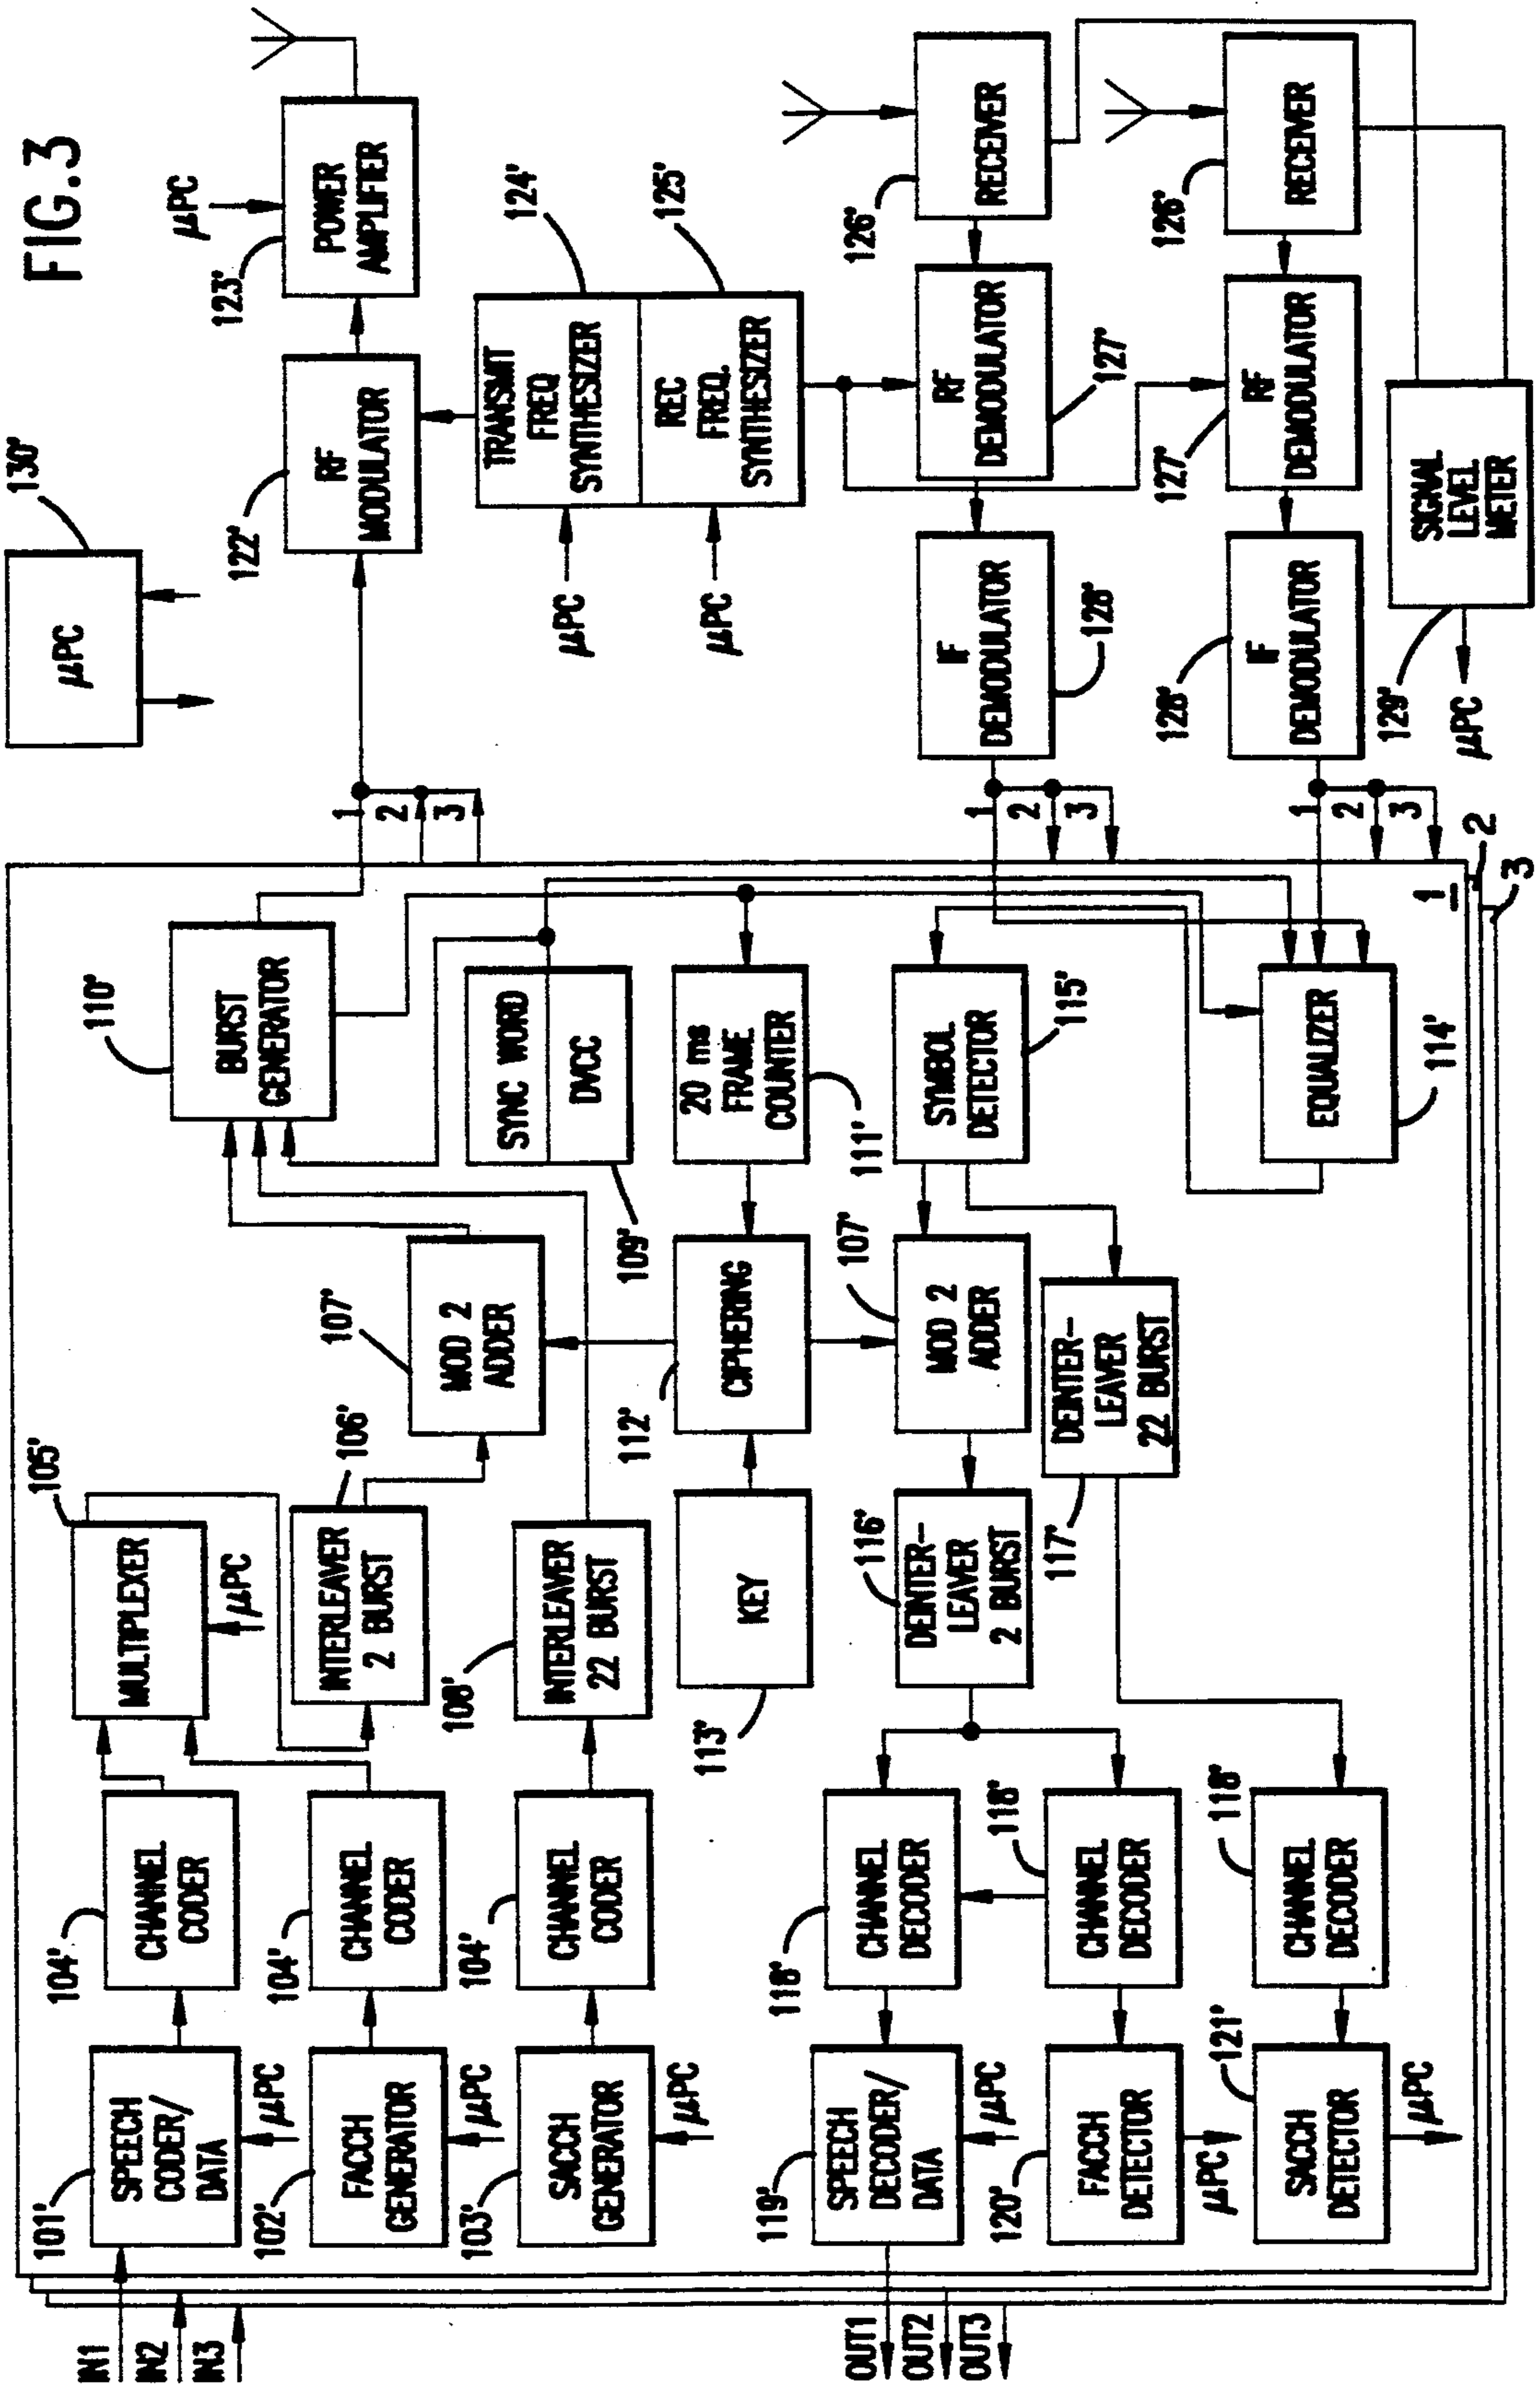 FIG.3
IN1
IN2
IN3
101'
SPEECH
CODER/
DATA
μPC
104'
CHANNEL
CODER
105'
MULTIPLEXER
μPC
102'
FACCH
GENERATOR
μPC
104'
CHANNEL
CODER
106'
INTERLEAVER
2 BURST
103'
SACCH
GENERATOR
μPC
104'
CHANNEL
CODER
108'
INTERLEAVER
22 BURST
107'
MOD 2
ADDER
110'
BURST
GENERATOR
SYNC WORD
DVCC
109'
20 ms
FRAME
COUNTER
111'
112'
CIPHERING
113'
KEY
1
2
3
122'
RF
MODULATOR
130'
μPC
123'
POWER
AMPLIFIER
μPC
TRANSMIT
FREQ
SYNTHESIZER
124'
REC
FREQ.
SYNTHESIZER
125'
μPC
μPC
OUT1
OUT2
OUT3
119'
SPEECH
DECODER/
DATA
μPC
118'
CHANNEL
DECODER
116'
DEINTER-
LEAVER
2 BURST
107'
MOD 2
ADDER
SYMBOL
DETECTOR
115'
120'
FACCH
DETECTOR
μPC
118'
CHANNEL
DECODER
117'
DEINTER-
LEAVER
22 BURST
121'
SACCH
DETECTOR
μPC
118'
CHANNEL
DECODER
EQUALIZER
114'
1
2
3
IF
DEMODULATOR
128'
RF
DEMODULATOR
127'
126'
RECEIVER
1
2
3
128'
IF
DEMODULATOR
127'
RF
DEMODULATOR
126'
RECEIVER
129'
SIGNAL
LEVEL
METER
μPC
1
2
3